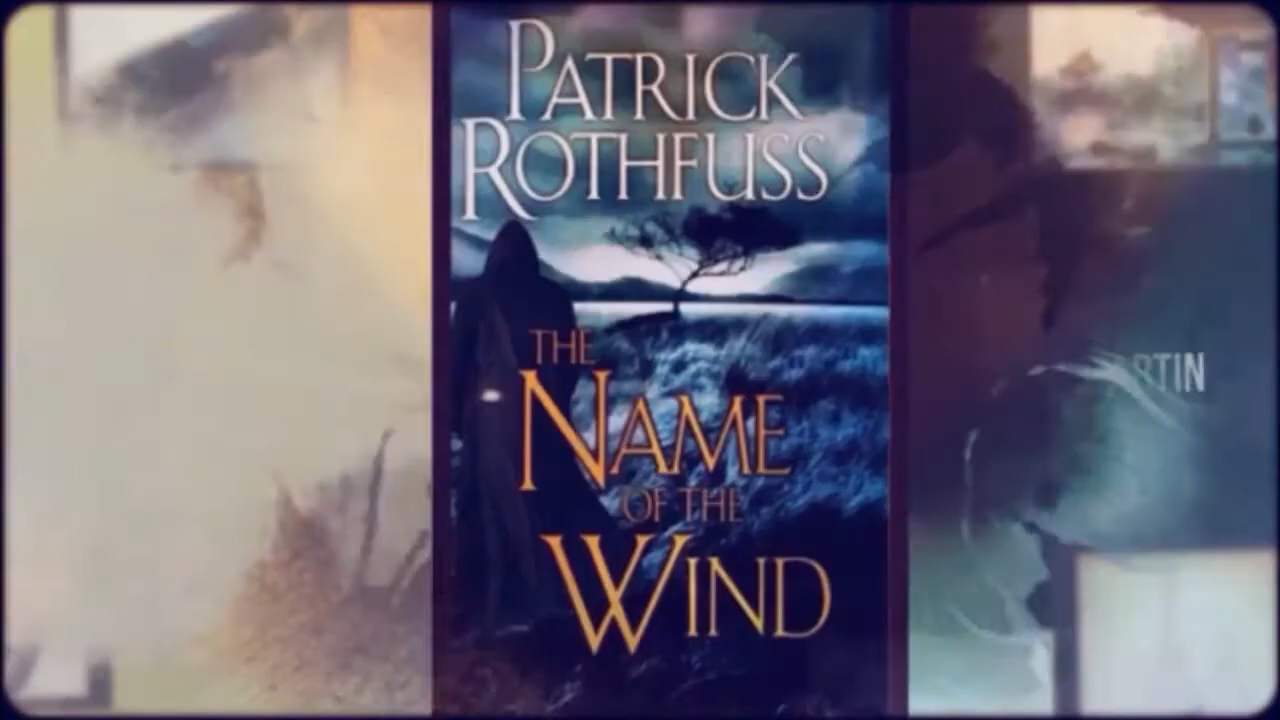 PATRICK
ROTHFUSS
THE
NAME
OF THE
WIND